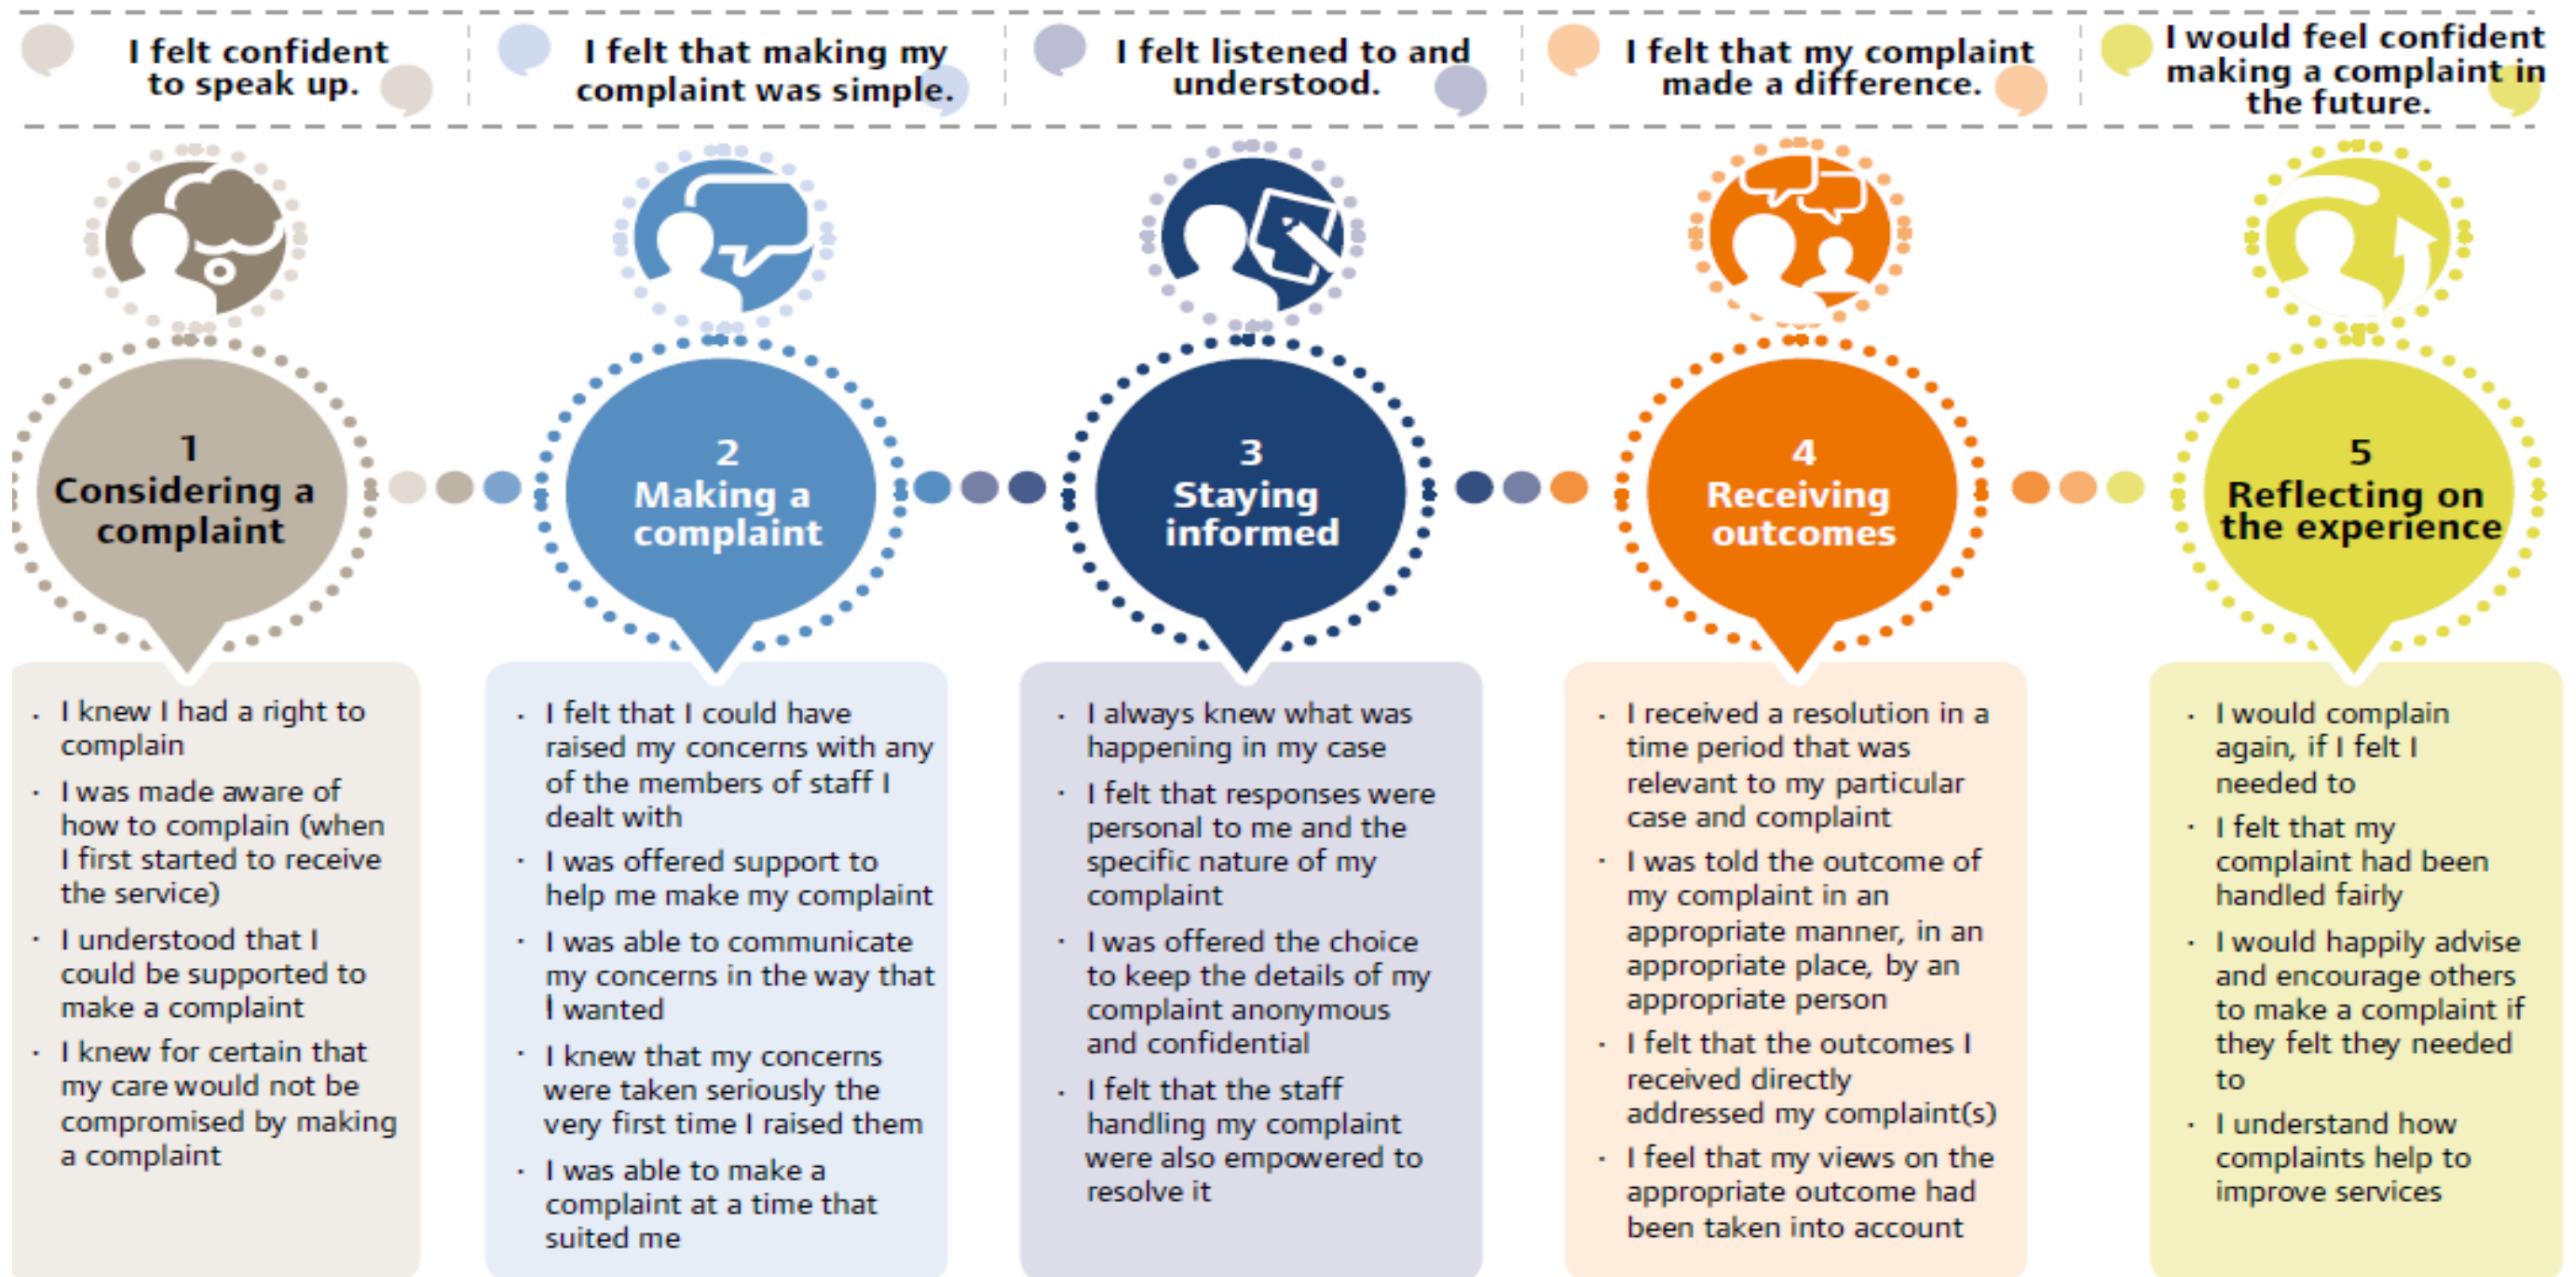 I felt confident
to speak up.
I felt that making my
complaint was simple.
I felt listened to and
understood.
I felt that my complaint
made a difference.
I would feel confident
making a complaint in
the future.
1
Considering a
complaint
2
Making a
complaint
3
Staying
informed
4
Receiving
outcomes
5
Reflecting on
the experience
· I knew I had a right to
complain
· I was made aware of
how to complain (when
I first started to receive
the service)
· I understood that I
could be supported to
make a complaint
· I knew for certain that
my care would not be
compromised by making
a complaint
· I felt that I could have
raised my concerns with any
of the members of staff I
dealt with
· I was offered support to
help me make my complaint
· I was able to communicate
my concerns in the way that
I wanted
· I knew that my concerns
were taken seriously the
very first time I raised them
· I was able to make a
complaint at a time that
suited me
· I always knew what was
happening in my case
· I felt that responses were
personal to me and the
specific nature of my
complaint
· I was offered the choice
to keep the details of my
complaint anonymous
and confidential
· I felt that the staff
handling my complaint
were also empowered to
resolve it
· I received a resolution in a
time period that was
relevant to my particular
case and complaint
· I was told the outcome of
my complaint in an
appropriate manner, in an
appropriate place, by an
appropriate person
· I felt that the outcomes I
received directly
addressed my complaint(s)
· I feel that my views on the
appropriate outcome had
been taken into account
· I would complain
again, if I felt I
needed to
· I felt that my
complaint had been
handled fairly
· I would happily advise
and encourage others
to make a complaint if
they felt they needed
to
· I understand how
complaints help to
improve services